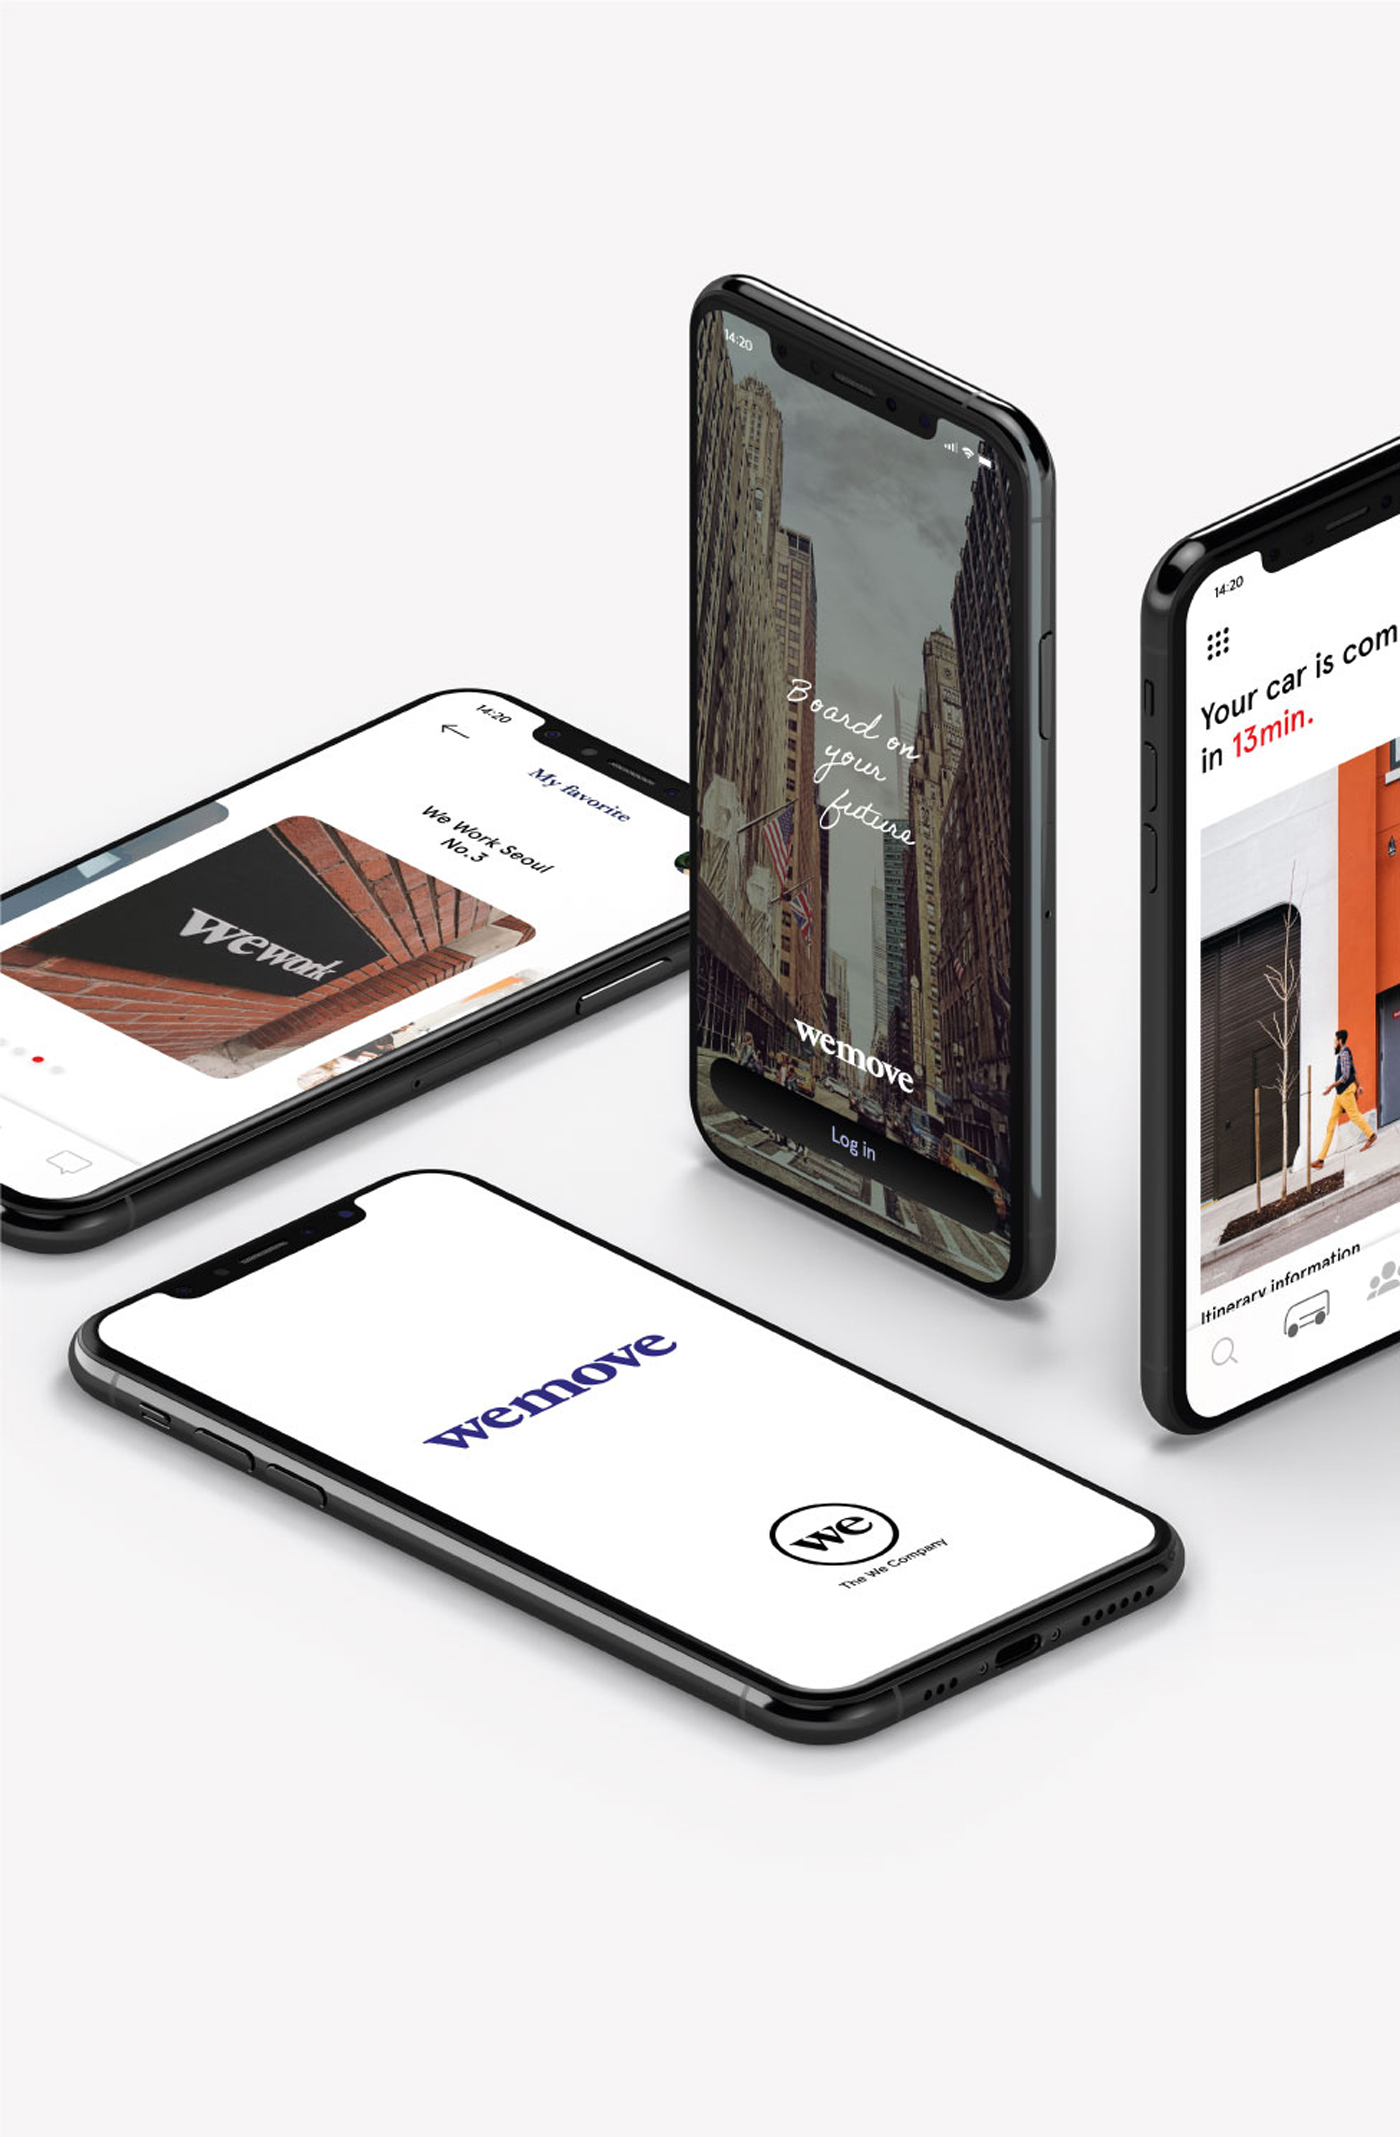 14:20
Board on
your
future
wemove
Log in
14:20
Your car is com
in 13min.
Itinerary information
14:20
My favorite
We Work Seoul
No.3
wework
wemove
we
The We Company